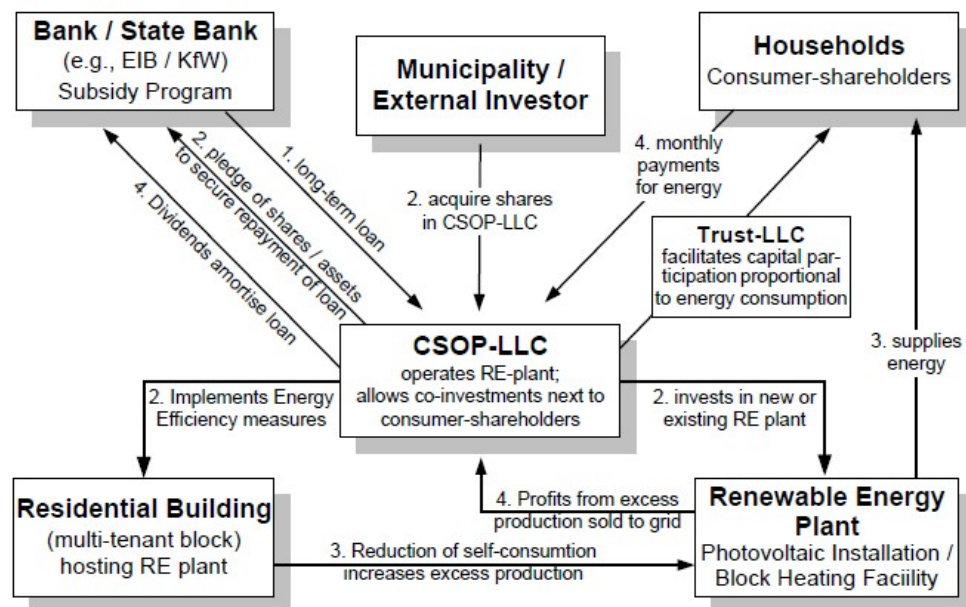 Bank / State Bank
(e.g., EIB / KfW)
Subsidy Program
Municipality /
External Investor
Households
Consumer-shareholders
4. Dividends amortise loan
2. pledge of shares / assets
to secure repayment of loan
1. long-term loan
2. acquire shares
in CSOP-LLC
4. monthly
payments
for energy
Trust-LLC
facilitates capital par-
ticipation proportional
to energy consumption
3. supplies
energy
CSOP-LLC
operates RE-plant;
allows co-investments next to
consumer-shareholders
2. Implements Energy
Efficiency measures
2. invests in new or
existing RE plant
Residential Building
(multi-tenant block)
hosting RE plant
4. Profits from excess
production sold to grid
3. Reduction of self-consumtion
increases excess production
Renewable Energy
Plant
Photovoltaic Installation /
Block Heating Faciility